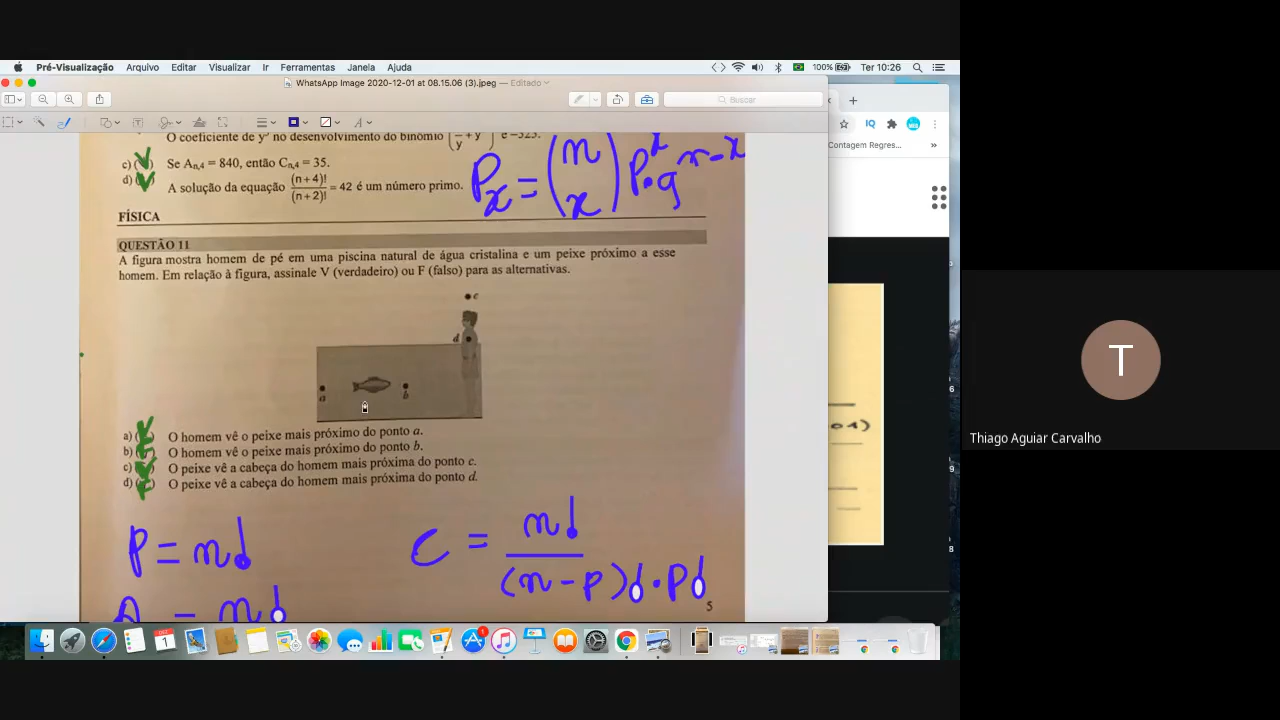 Pré-Visualização Arquivo Editar Visualizar Ir Ferramentas Janela Ajuda 100% Ter 10:26
WhatsApp Image 2020-12-01 at 08.15.06 (3).jpeg — Editado
Buscar
O coeficiente de y³ no desenvolvimento do binômio
c) ( ) Se Aₙ,₄ = 840, então Cₙ,₄ = 35.
d) ( ) A solução da equação (n+4)!/(n+2)! = 42 é um número primo.
Pₓ = (n x) Pˣ · q^(n-x)
FÍSICA
QUESTÃO 11
A figura mostra homem de pé em uma piscina natural de água cristalina e um peixe próximo a esse
homem. Em relação à figura, assinale V (verdadeiro) ou F (falso) para as alternativas.
c
d
a
b
a) O homem vê o peixe mais próximo do ponto a.
b) O homem vê o peixe mais próximo do ponto b.
c) O peixe vê a cabeça do homem mais próxima do ponto c.
d) O peixe vê a cabeça do homem mais próxima do ponto d.
P = n!
C = n! / (n-p)! · p!
A = n!
5
IQ
Contagem Regres...
T
Thiago Aguiar Carvalho